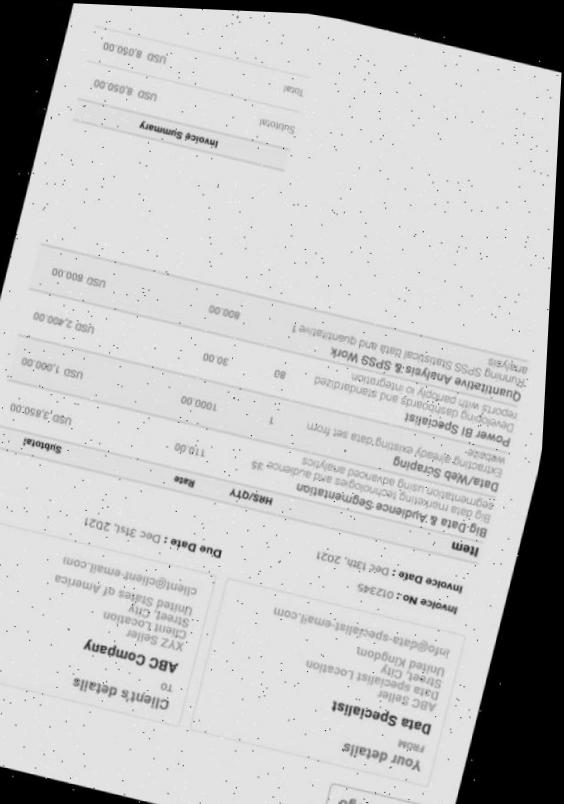 Your details
FROM
Data Specialist
ABC Seller
Data specialist Location
Street, City
United Kingdom
info@data-specialist-email.com
Client's details
TO
ABC Company
XYZ Seller
Client Location
Street, City
United States of America
client@client-email.com
Invoice No : 012345
Invoice Date : Dec 13th, 2021
Due Date : Dec 31st, 2021
Item HRS/QTY Rate Subtotal
Big-Data & Audience Segmentation
Big data marketing technologies and audience 35 110.00 USD 3,850.00
segmentation using advanced analytics
Data/Web Scraping
Extracting already existing data set from 1 1000.00 USD 1,000.00
website
Power BI Specialist
Developing dashboards and standardized 80 30.00 USD 2,400.00
reports with panoply io integration
Quantitative Analysis & SPSS Work
Running SPSS Statistical data and quantitative 1 800.00 USD 800.00
analysis
Invoice Summary
Subtotal USD 8,050.00
Total USD 8,050.00